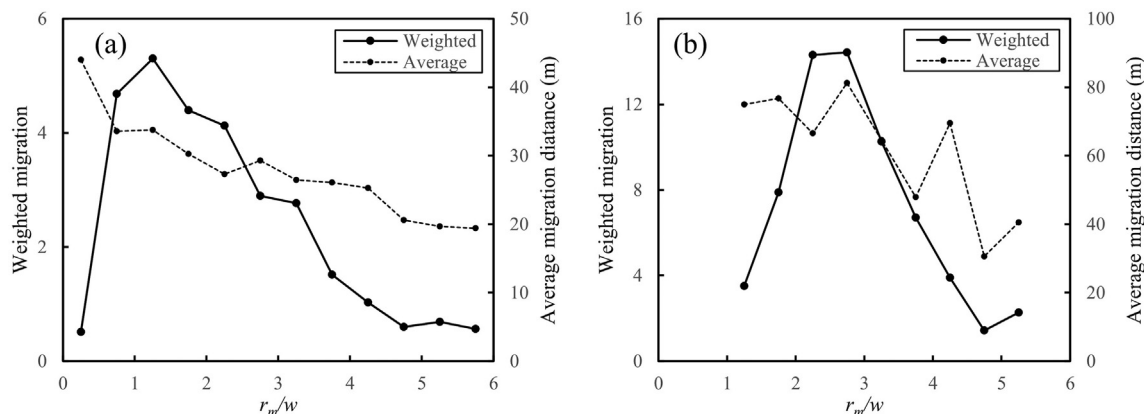 (a)
Weighted
Average
Weighted migration
6
4
2
0
50
40
30
20
10
0
Average migration diatance (m)
0 1 2 3 4 5 6
r_m/w
(b)
Weighted
Average
Weighted migration
16
12
8
4
0
100
80
60
40
20
0
Average migration distance (m)
0 1 2 3 4 5 6
r_m/w